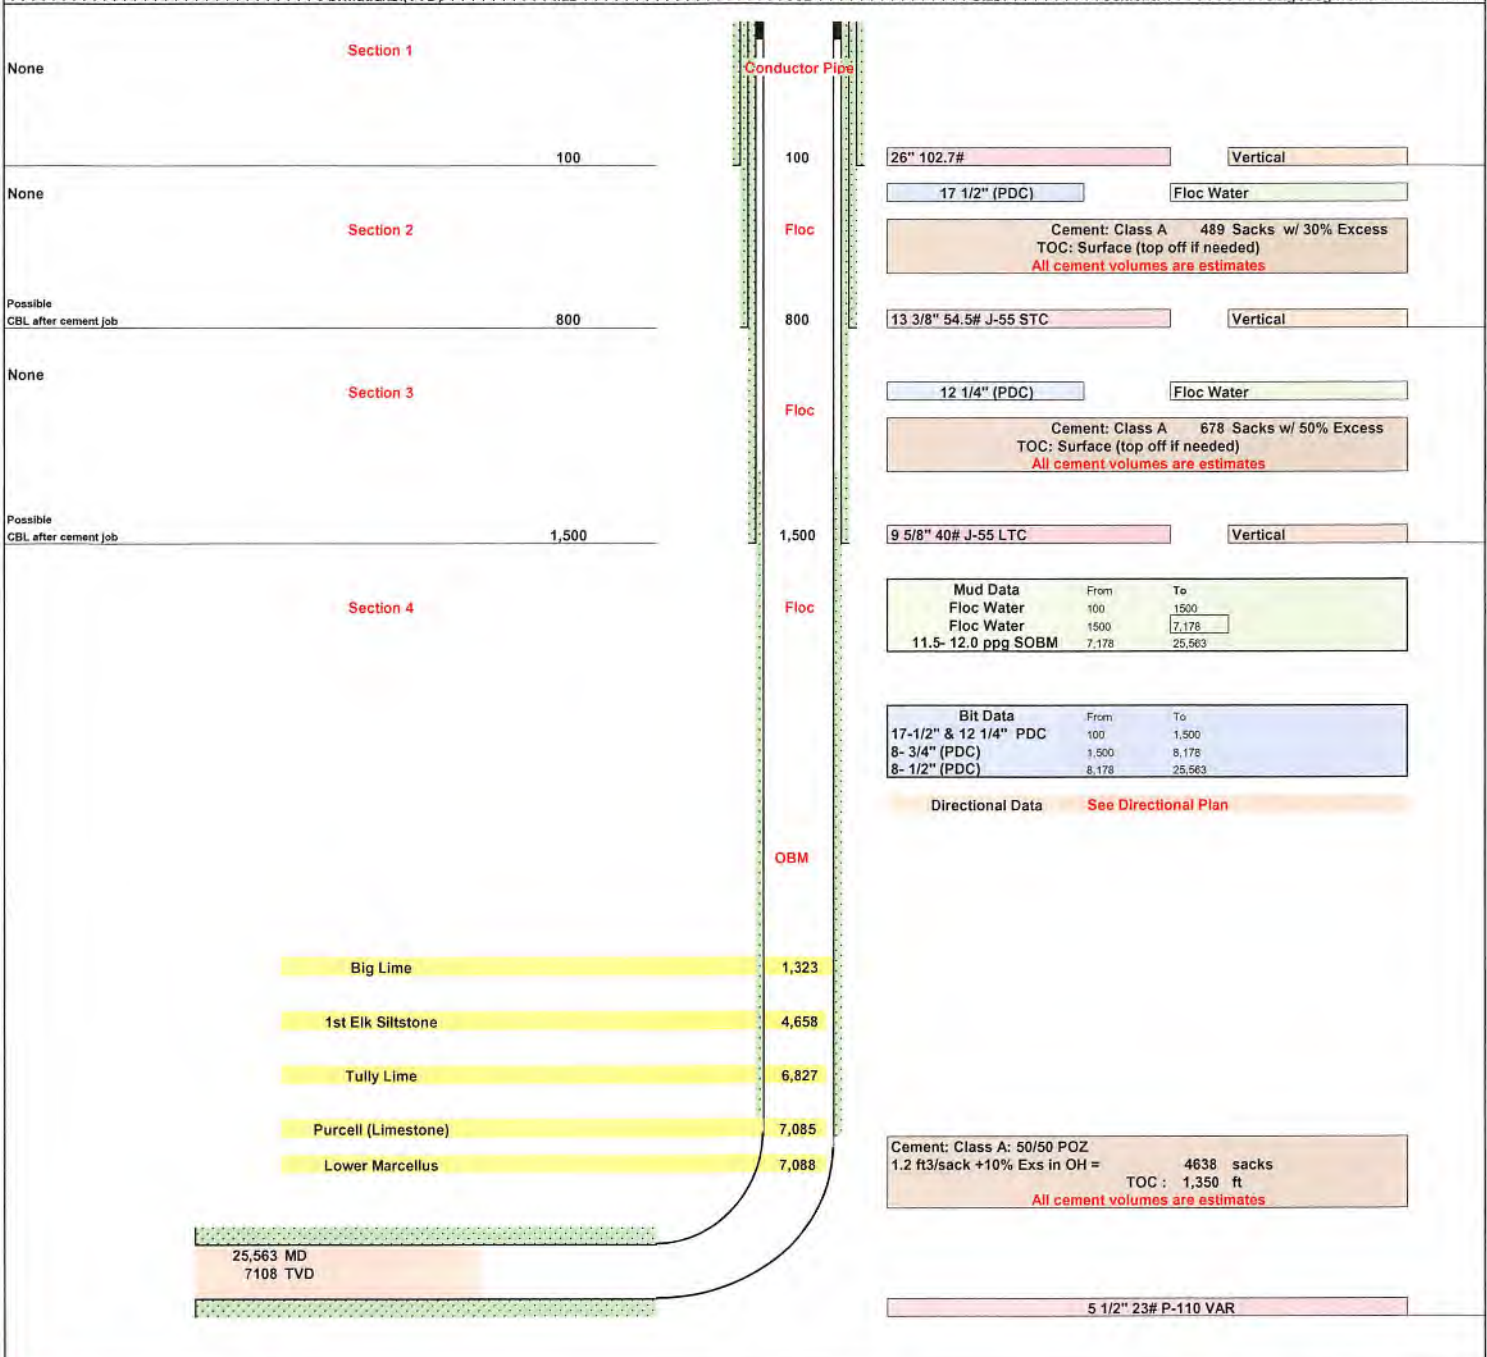 Section 1
None
Conductor Pipe
100 100 26" 102.7# Vertical
None
17 1/2" (PDC) Floc Water
Section 2 Floc
Cement: Class A 489 Sacks w/ 30% Excess
TOC: Surface (top off if needed)
All cement volumes are estimates
Possible
CBL after cement job 800 800 13 3/8" 54.5# J-55 STC Vertical
None
Section 3 12 1/4" (PDC) Floc Water
Floc
Cement: Class A 678 Sacks w/ 50% Excess
TOC: Surface (top off if needed)
All cement volumes are estimates
Possible
CBL after cement job 1,500 1,500 9 5/8" 40# J-55 LTC Vertical
Section 4 Floc
Mud Data From To
Floc Water 100 1500
Floc Water 1500 7,178
11.5- 12.0 ppg SOBM 7,178 25,563
Bit Data From To
17-1/2" & 12 1/4" PDC 100 1,500
8- 3/4" (PDC) 1,500 8,178
8- 1/2" (PDC) 8,178 25,563
Directional Data See Directional Plan
OBM
Big Lime 1,323
1st Elk Siltstone 4,658
Tully Lime 6,827
Purcell (Limestone) 7,085
Lower Marcellus 7,088
Cement: Class A: 50/50 POZ
1.2 ft3/sack +10% Exs in OH = 4638 sacks
TOC : 1,350 ft
All cement volumes are estimates
25,563 MD
7108 TVD
5 1/2" 23# P-110 VAR